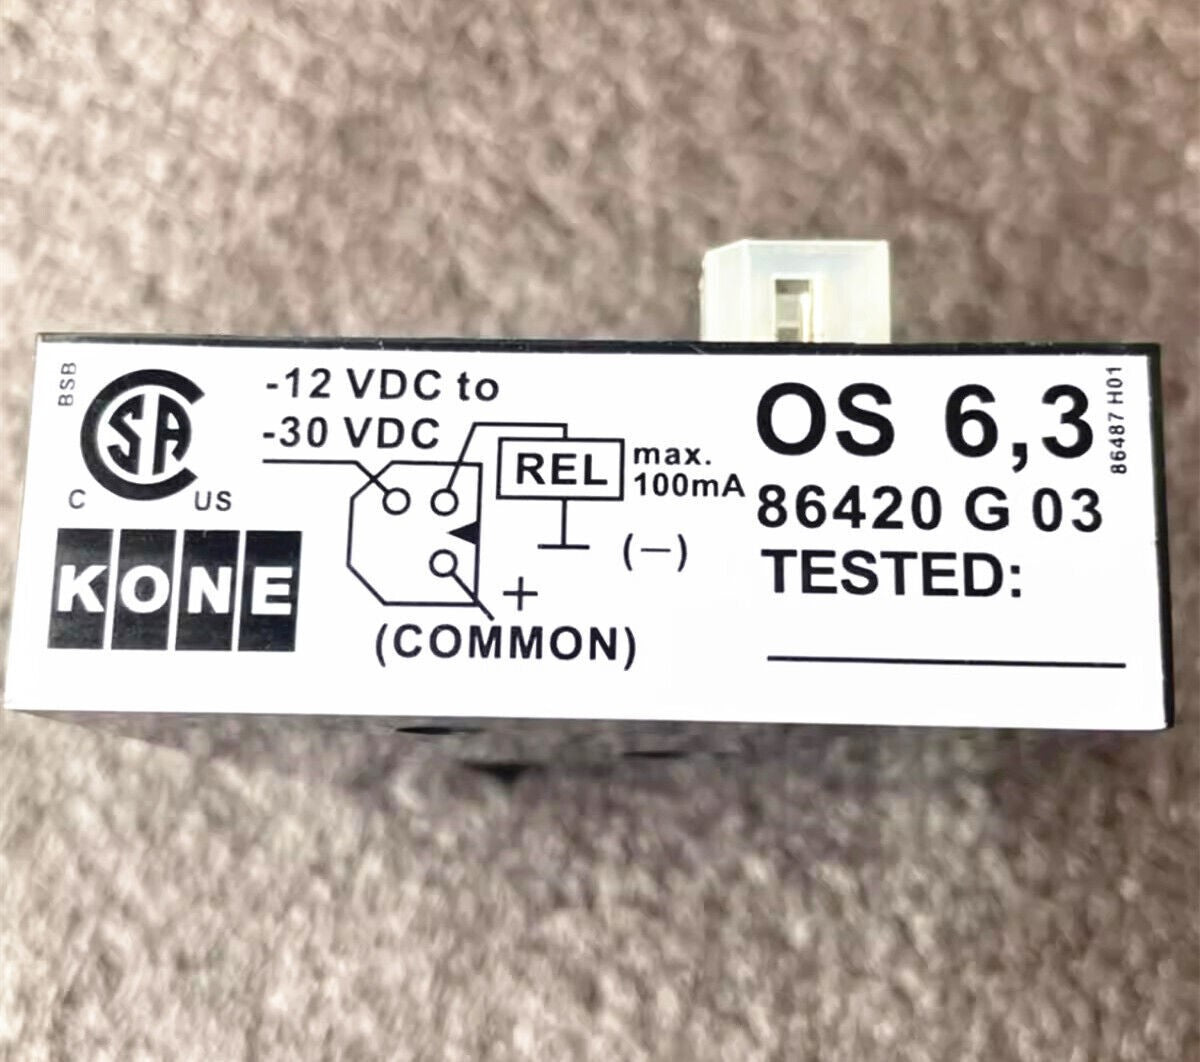 BSB
CSA
C US
KONE
-12 VDC to
-30 VDC
REL
max.
100mA
(—)
+
(COMMON)
OS 6,3
86420 G 03
TESTED:
86487 H01